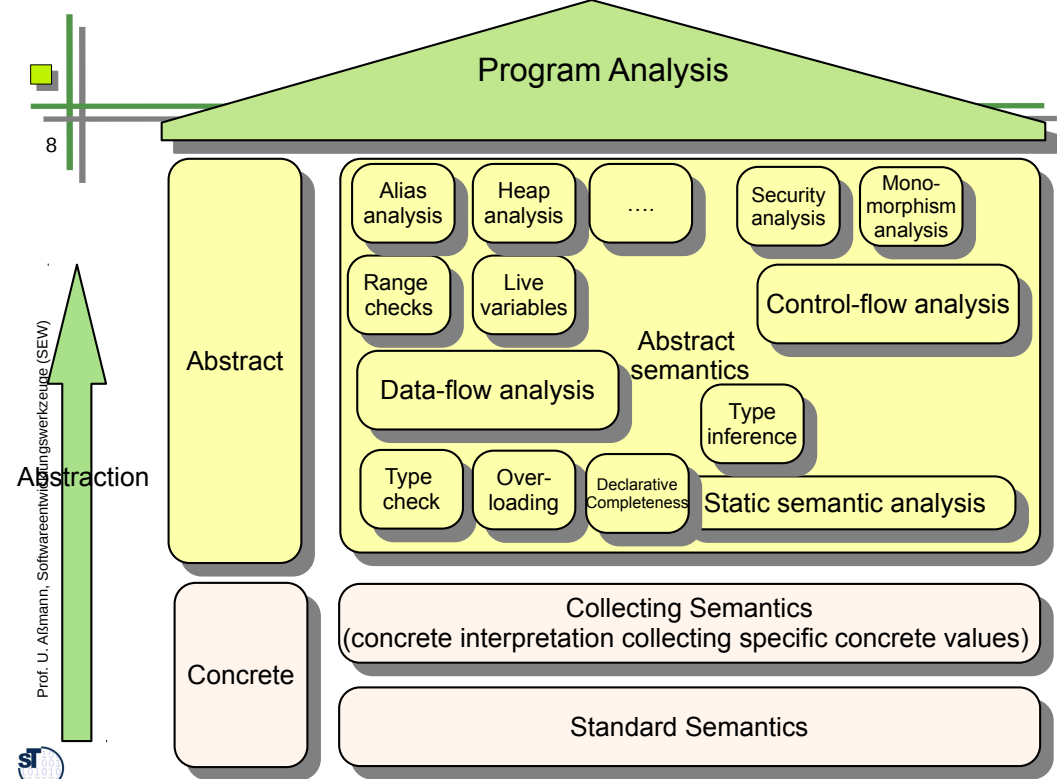 Program Analysis
8
Alias
analysis
Heap
analysis
....
Security
analysis
Mono-
morphism
analysis
Range
checks
Live
variables
Control-flow analysis
Abstract
Abstract
semantics
Data-flow analysis
Type
inference
Type
check
Over-
loading
Declarative
Completeness
Static semantic analysis
Abstraction
Prof. U. Aßmann, Softwareentwicklungswerkzeuge (SEW)
Concrete
Collecting Semantics
(concrete interpretation collecting specific concrete values)
Standard Semantics
sT